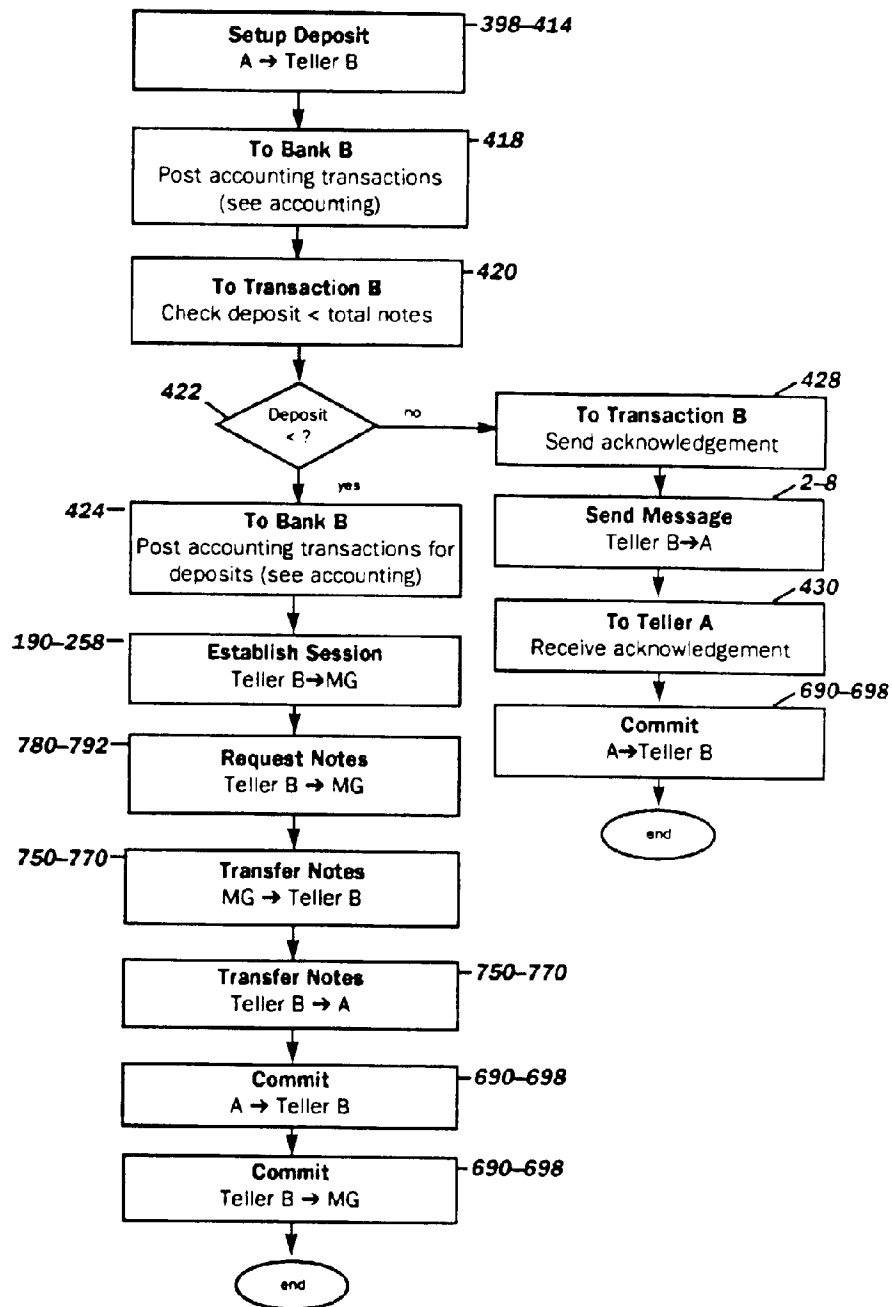 398–414
Setup Deposit
A → Teller B
418
To Bank B
Post accounting transactions
(see accounting)
420
To Transaction B
Check deposit < total notes
422
Deposit
< ?
no
yes
428
To Transaction B
Send acknowledgement
2–8
Send Message
Teller B→A
430
To Teller A
Receive acknowledgement
690–698
Commit
A→Teller B
end
424
To Bank B
Post accounting transactions for
deposits (see accounting)
190–258
Establish Session
Teller B→MG
780–792
Request Notes
Teller B → MG
750–770
Transfer Notes
MG → Teller B
750–770
Transfer Notes
Teller B → A
690–698
Commit
A → Teller B
690–698
Commit
Teller B → MG
end